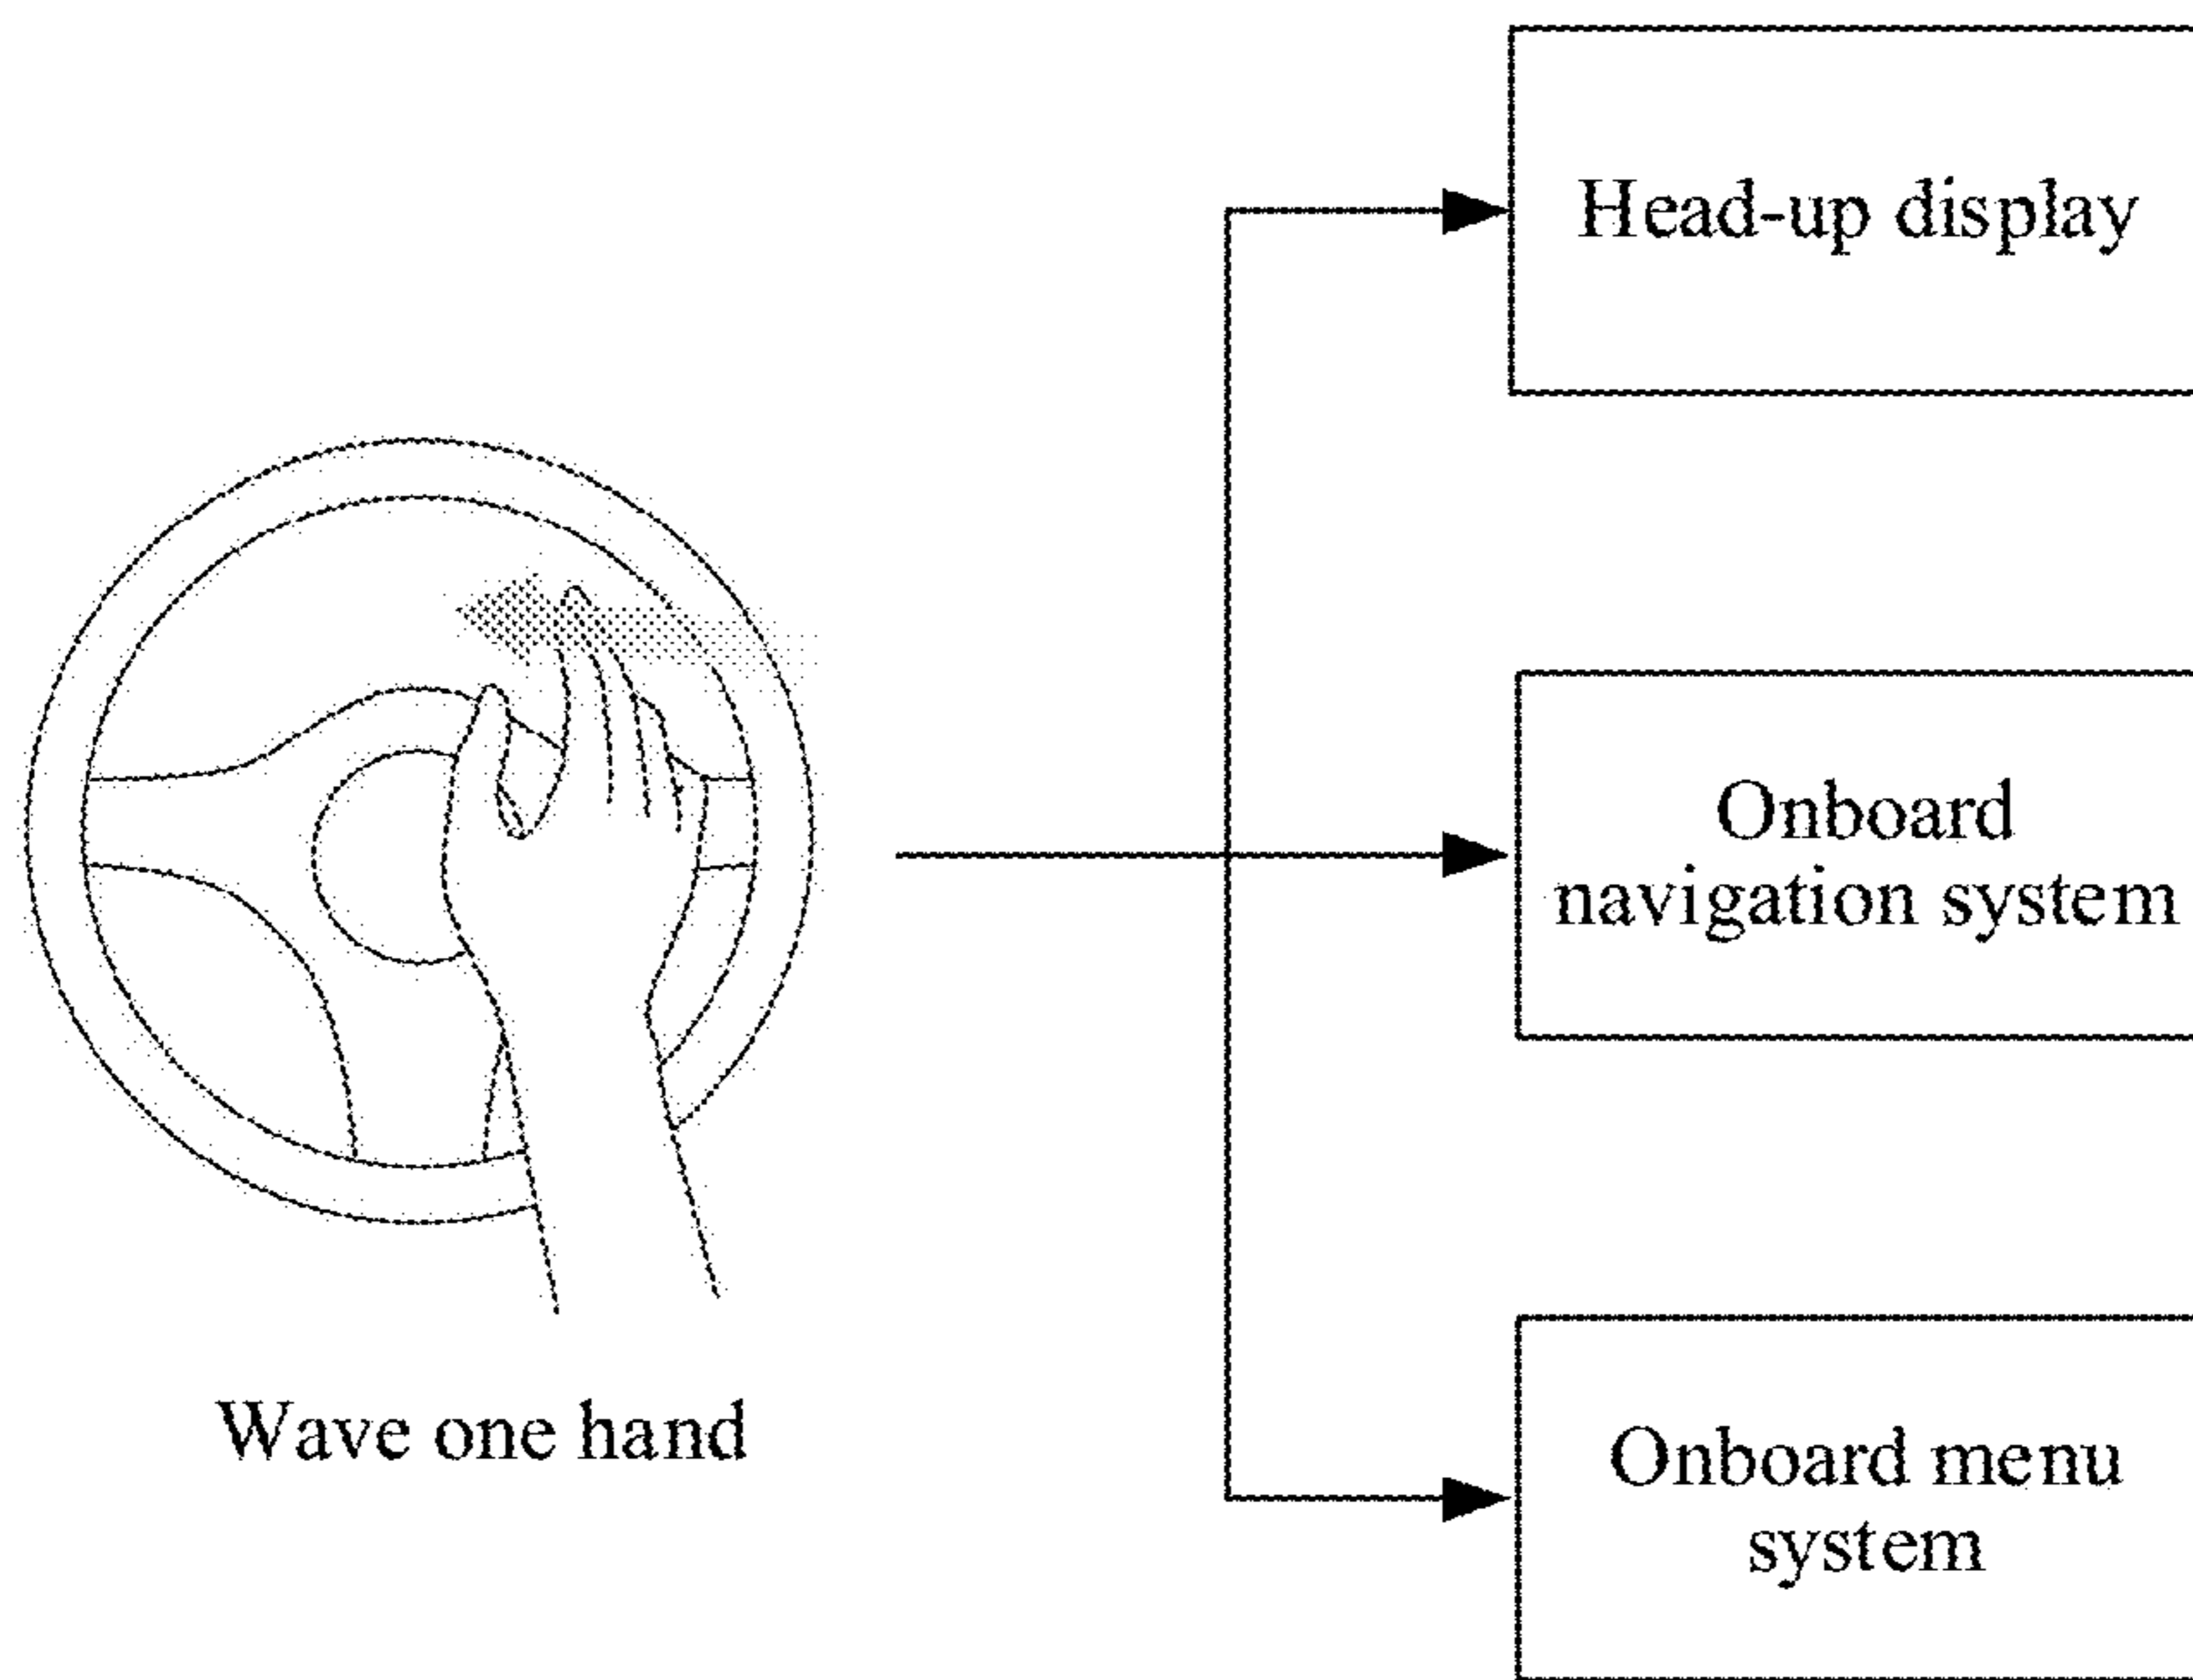 Head-up display
Onboard
navigation system
Wave one hand
Onboard menu
system